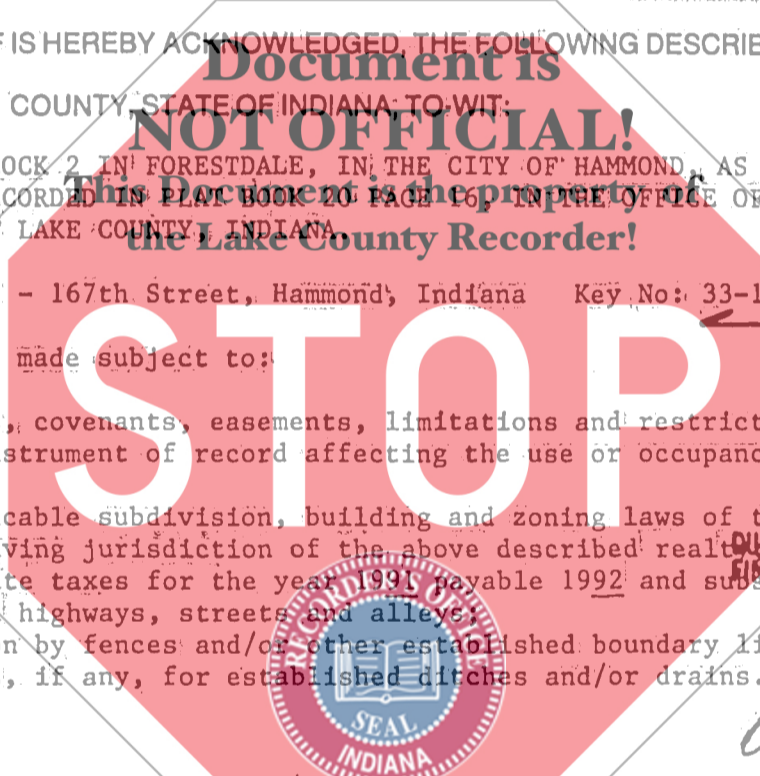 IS HEREBY ACKNOWLEDGED, THE FOLLOWING DESCRIE
Document is
COUNTY, STATE OF INDIANA, TO-WIT:
NOT OFFICIAL!
OCK 2 IN FORESTDALE, IN THE CITY OF HAMMOND, AS
This Document is the property of
CORDED IN PLAT BOOK 20 PAGE 16, IN THE OFFICE OF
LAKE COUNTY, INDIANA.
the Lake County Recorder!
- 167th Street, Hammond, Indiana Key No: 33-1
made subject to:
STOP
, covenants, easements, limitations and restrict
strument of record affecting the use or occupanc
cable subdivision, building and zoning laws of t
ving jurisdiction of the above described realt
te taxes for the year 1991 payable 1992 and
highways, streets and alleys;
n by fences and/or other established boundary li
, if any, for established ditches and/or drains.
RECORDING OFFICE
SEAL
INDIANA